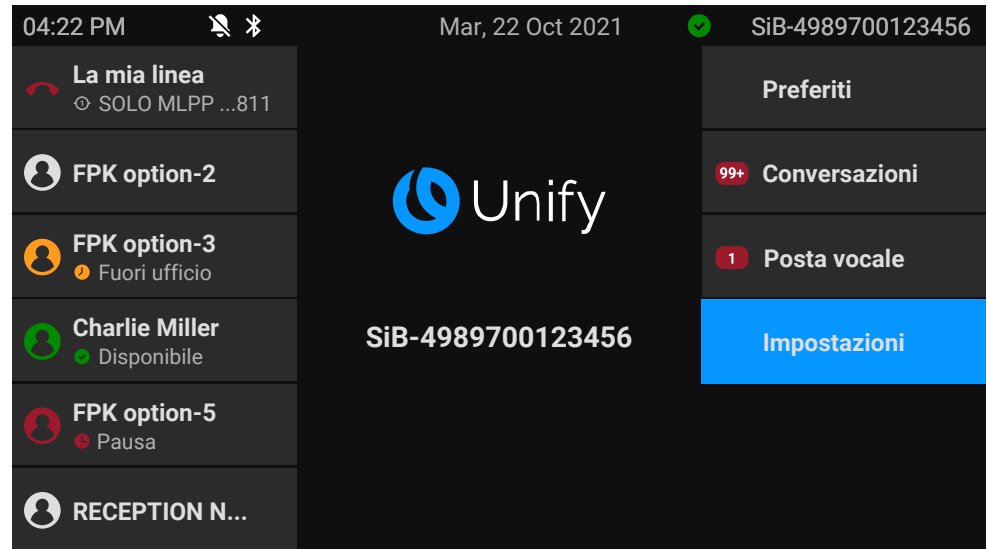 04:22 PM
Mar, 22 Oct 2021
SiB-4989700123456
La mia linea
SOLO MLPP ...811
FPK option-2
FPK option-3
Fuori ufficio
Charlie Miller
Disponibile
FPK option-5
Pausa
RECEPTION N...
Unify
SiB-4989700123456
Preferiti
99+ Conversazioni
1 Posta vocale
Impostazioni